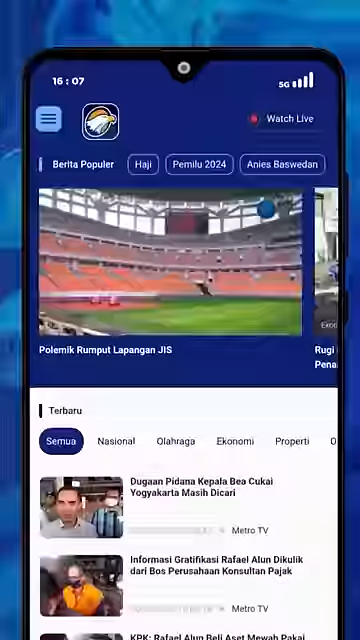 16 : 07
5G
Watch Live
Berita Populer
Haji
Pemilu 2024
Anies Baswedan
Polemik Rumput Lapangan JIS
Rugi
Pena
Terbaru
Semua
Nasional
Olahraga
Ekonomi
Properti
Dugaan Pidana Kepala Bea Cukai
Yogyakarta Masih Dicari
Metro TV
Informasi Gratifikasi Rafael Alun Dikulik
dari Bos Perusahaan Konsultan Pajak
Metro TV
KPK: Rafael Alun Beli Aset Mewah Pakai